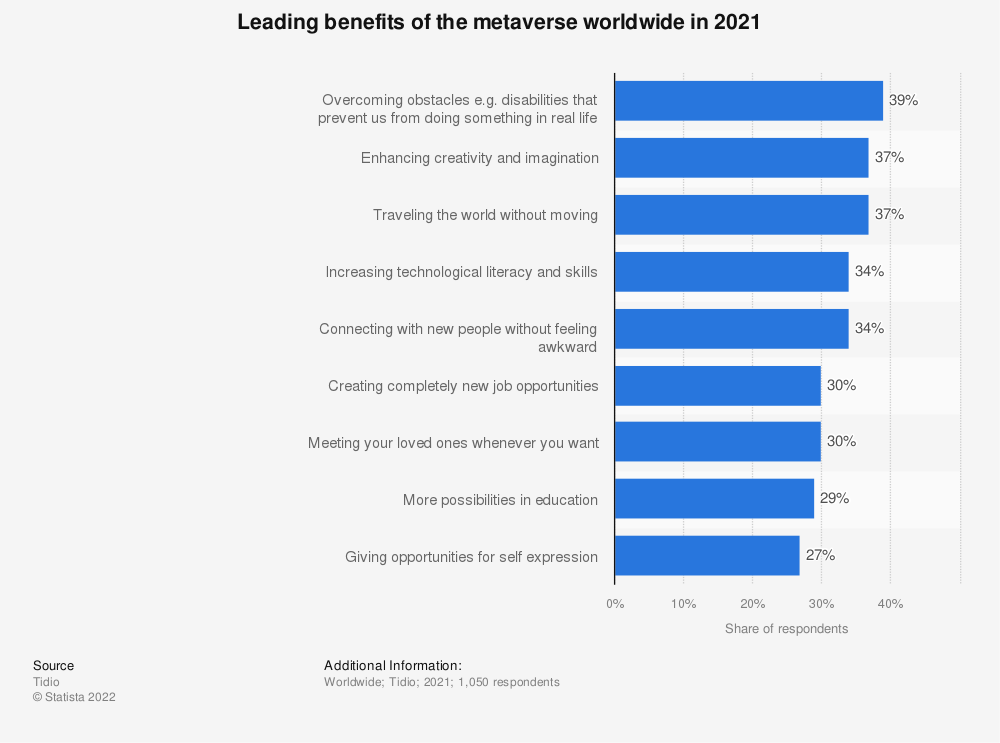 Leading benefits of the metaverse worldwide in 2021
Overcoming obstacles e.g. disabilities that
prevent us from doing something in real life
39%
Enhancing creativity and imagination
37%
Traveling the world without moving
37%
Increasing technological literacy and skills
34%
Connecting with new people without feeling
awkward
34%
Creating completely new job opportunities
30%
Meeting your loved ones whenever you want
30%
More possibilities in education
29%
Giving opportunities for self expression
27%
0% 10% 20% 30% 40%
Share of respondents
Source
Tidio
© Statista 2022
Additional Information:
Worldwide; Tidio; 2021; 1,050 respondents